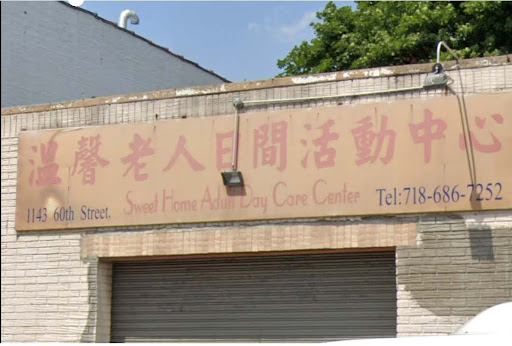 溫馨老人日間活動中心
Sweet Home Adult Day Care Center
1143 60th Street.
Tel:718-686-7252